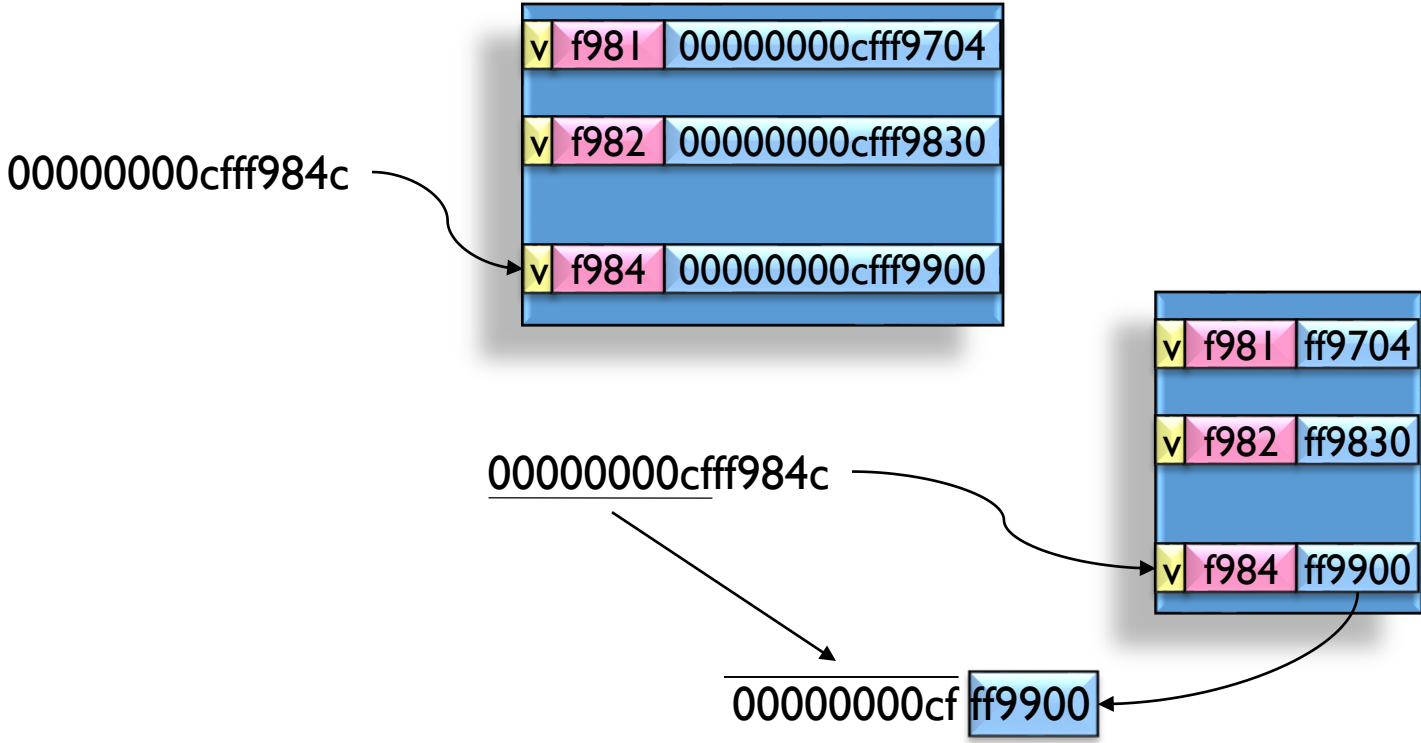 v f981 00000000cfff9704
v f982 00000000cfff9830
00000000cfff984c
v f984 00000000cfff9900
v f981 ff9704
v f982 ff9830
00000000cfff984c
v f984 ff9900
00000000cf ff9900